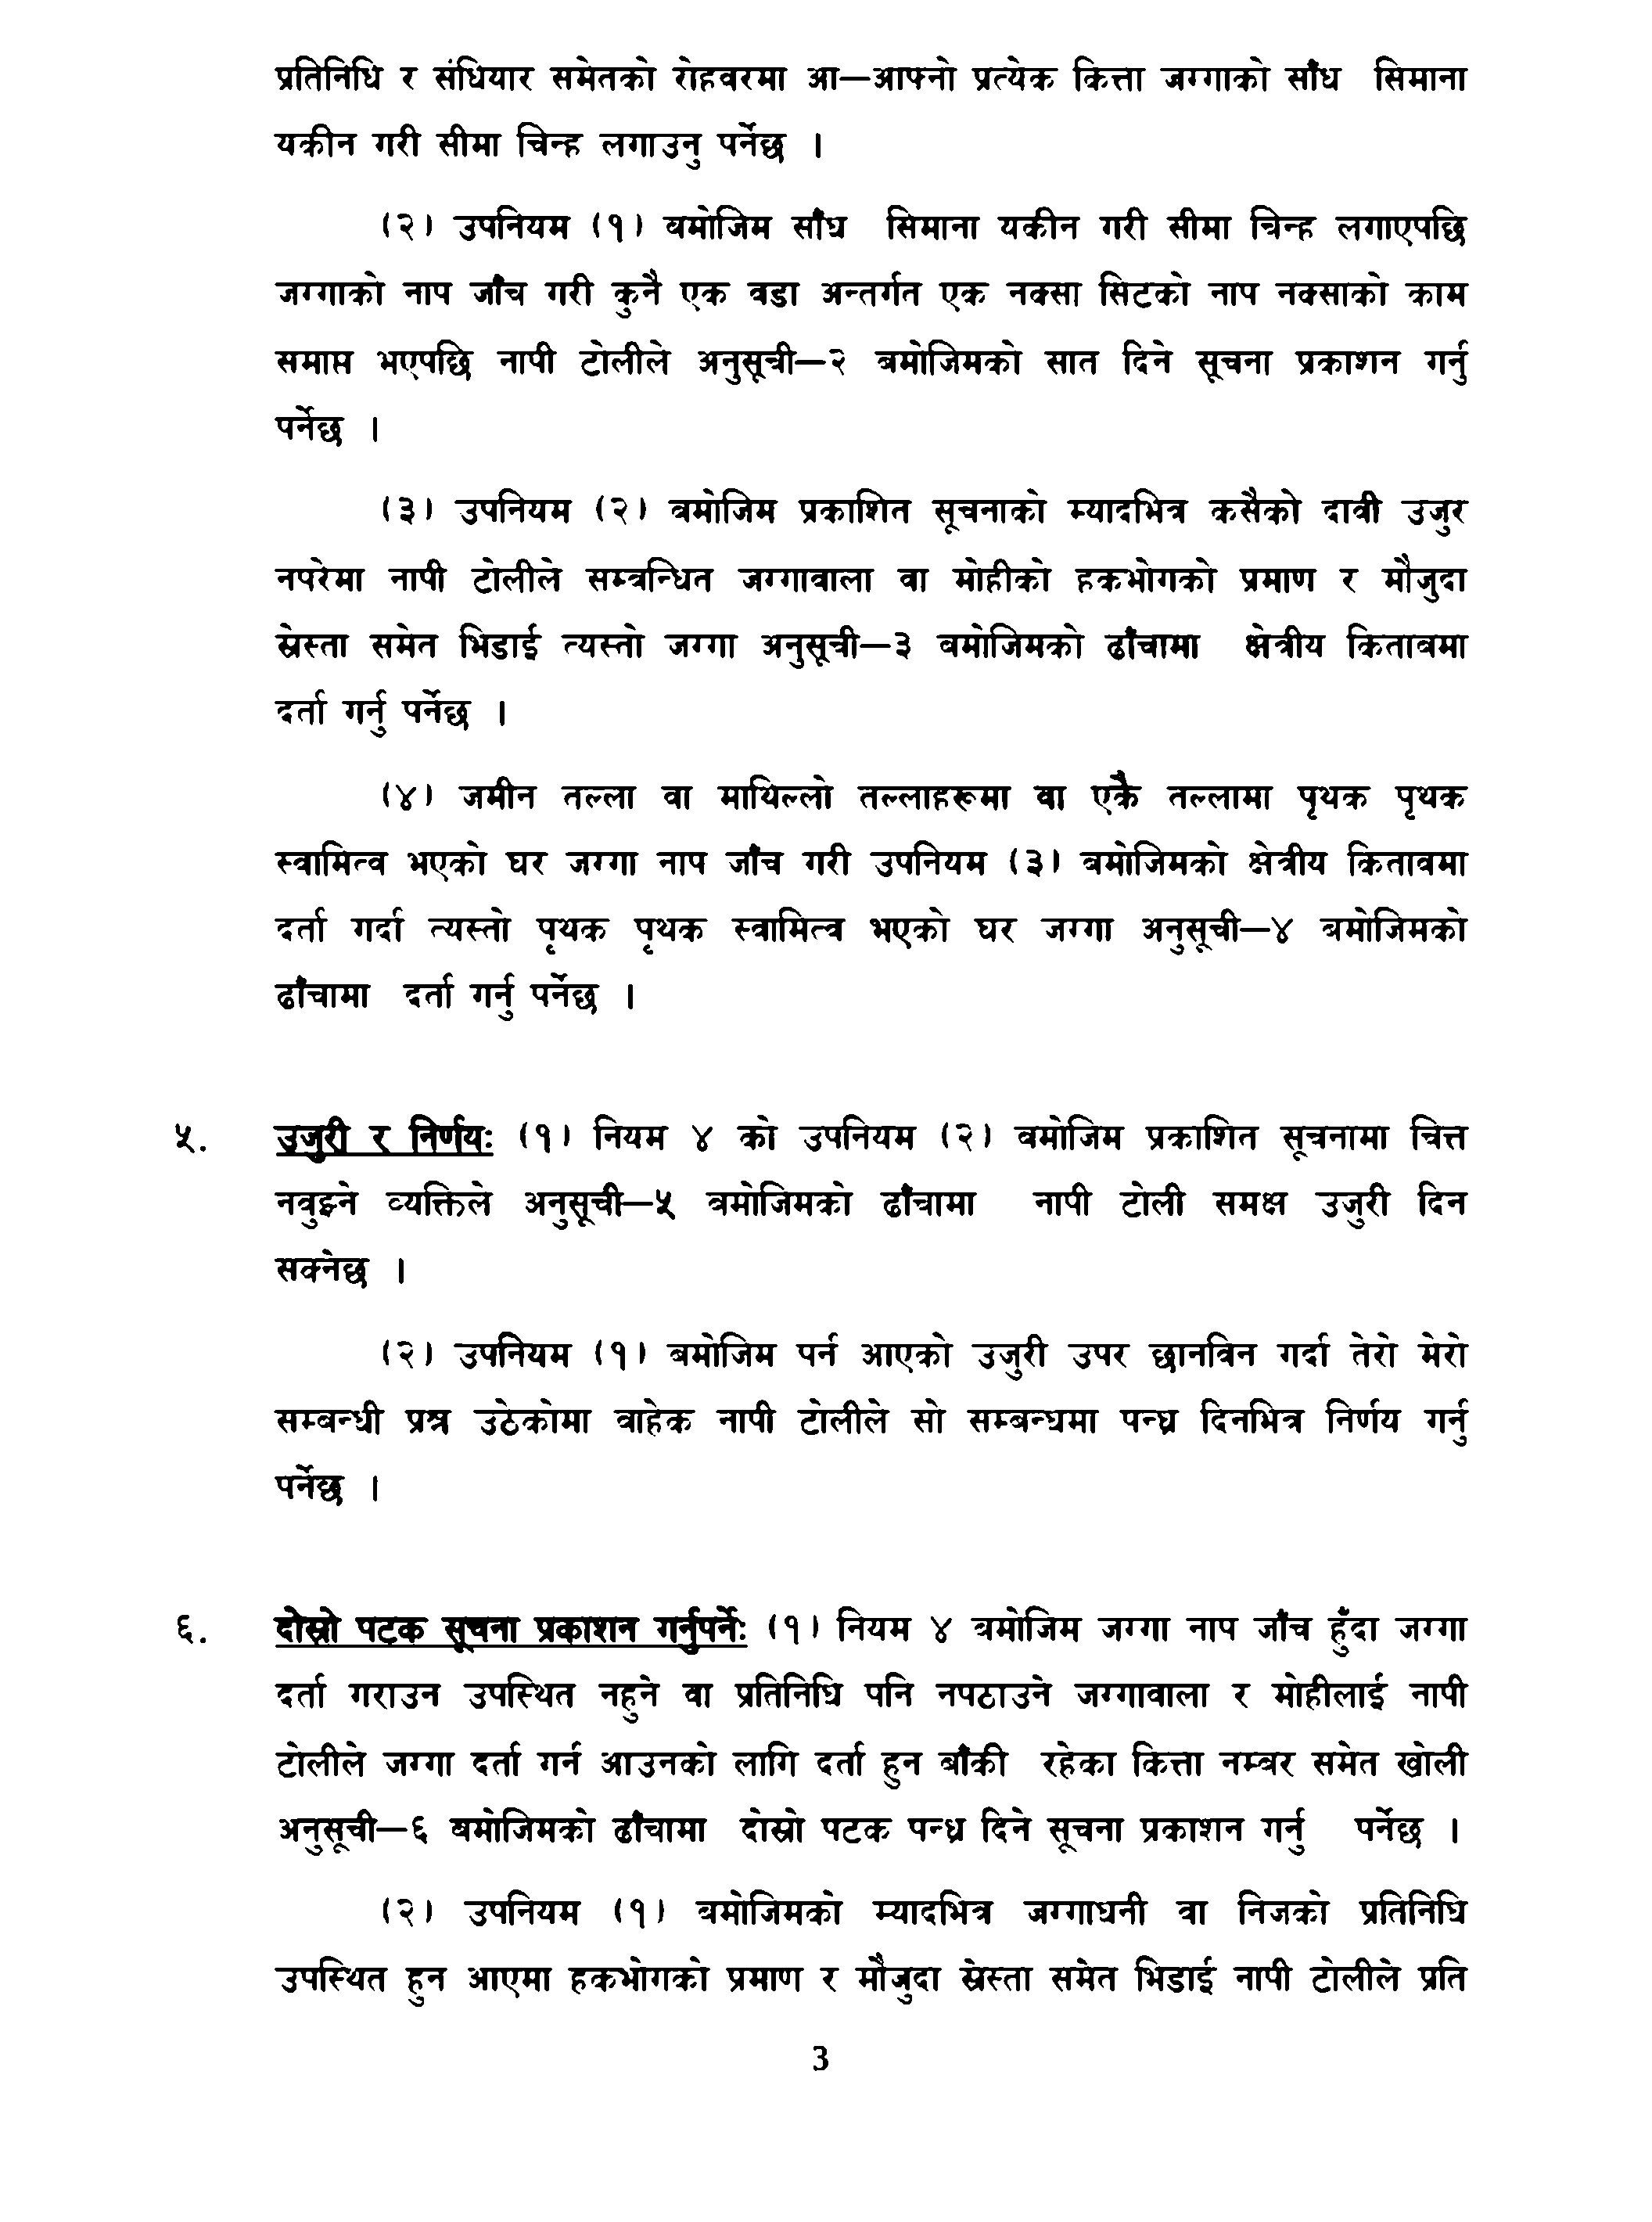 प्रतिनिधि र संधियार समेतको रोहवरमा आ—आफ्नो प्रत्येक कित्ता जग्गाको साँध सिमाना
यकीन गरी सीमा चिन्ह लगाउनु पर्नेछ ।
(२) उपनियम (१) बमोजिम साँध सिमाना यकीन गरी सीमा चिन्ह लगाएपछि
जग्गाको नाप जाँच गरी कुनै एक वडा अन्तर्गत एक नक्सा सिटको नाप नक्साको काम
समाप्त भएपछि नापी टोलीले अनुसूची—२ बमोजिमको सात दिने सूचना प्रकाशन गर्नु
पर्नेछ ।
(३) उपनियम (२) बमोजिम प्रकाशित सूचनाको म्यादभित्र कसैको दावी उजुर
नपरेमा नापी टोलीले सम्बन्धित जग्गावाला वा मोहीको हकभोगको प्रमाण र मौजुदा
स्रेस्ता समेत भिडाई त्यस्तो जग्गा अनुसूची—३ बमोजिमको ढाँचामा क्षेत्रीय किताबमा
दर्ता गर्नु पर्नेछ ।
(४) जमीन तल्ला वा माथिल्लो तल्लाहरूमा वा एकै तल्लामा पृथक पृथक
स्वामित्व भएको घर जग्गा नाप जाँच गरी उपनियम (३) बमोजिमको क्षेत्रीय किताबमा
दर्ता गर्दा त्यस्तो पृथक पृथक स्वामित्व भएको घर जग्गा अनुसूची—४ बमोजिमको
ढाँचामा दर्ता गर्नु पर्नेछ ।
५. उजुरी र निर्णयः (१) नियम ४ को उपनियम (२) बमोजिम प्रकाशित सूचनामा चित्त
नबुझ्ने व्यक्तिले अनुसूची—५ बमोजिमको ढाँचामा नापी टोली समक्ष उजुरी दिन
सक्नेछ ।
(२) उपनियम (१) बमोजिम पर्न आएको उजुरी उपर छानबिन गर्दा तेरो मेरो
सम्बन्धी प्रश्न उठेकोमा बाहेक नापी टोलीले सो सम्बन्धमा पन्ध्र दिनभित्र निर्णय गर्नु
पर्नेछ ।
६. दोस्रो पटक सूचना प्रकाशन गर्नुपर्नेः (१) नियम ४ बमोजिम जग्गा नाप जाँच हुँदा जग्गा
दर्ता गराउन उपस्थित नहुने वा प्रतिनिधि पनि नपठाउने जग्गावाला र मोहीलाई नापी
टोलीले जग्गा दर्ता गर्न आउनको लागि दर्ता हुन बाँकी रहेका कित्ता नम्बर समेत खोली
अनुसूची—६ बमोजिमको ढाँचामा दोस्रो पटक पन्ध्र दिने सूचना प्रकाशन गर्नु पर्नेछ ।
(२) उपनियम (१) बमोजिमको म्यादभित्र जग्गाधनी वा निजको प्रतिनिधि
उपस्थित हुन आएमा हकभोगको प्रमाण र मौजुदा स्रेस्ता समेत भिडाई नापी टोलीले प्रति
3